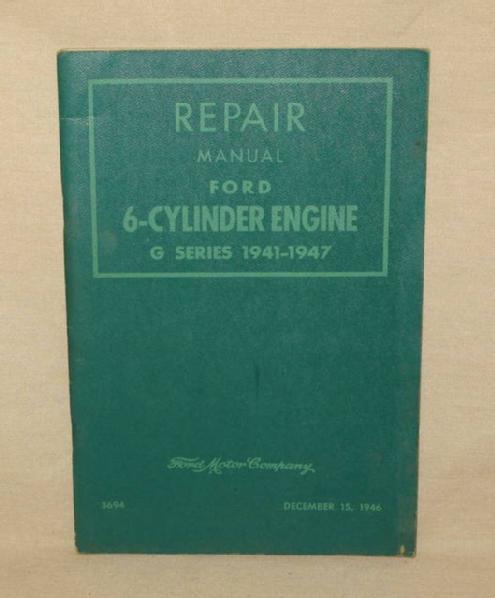 REPAIR
MANUAL
FORD
6-CYLINDER ENGINE
G SERIES 1941-1947
Ford Motor Company
3694 DECEMBER 15, 1946